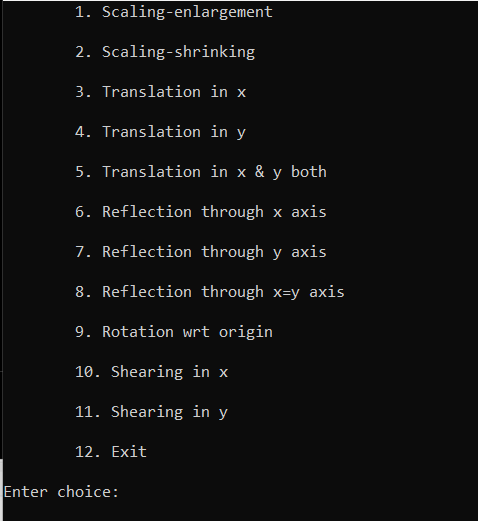 1. Scaling-enlargement
2. Scaling-shrinking
3. Translation in x
4. Translation in y
5. Translation in x & y both
6. Reflection through x axis
7. Reflection through y axis
8. Reflection through x=y axis
9. Rotation wrt origin
10. Shearing in x
11. Shearing in y
12. Exit
Enter choice: